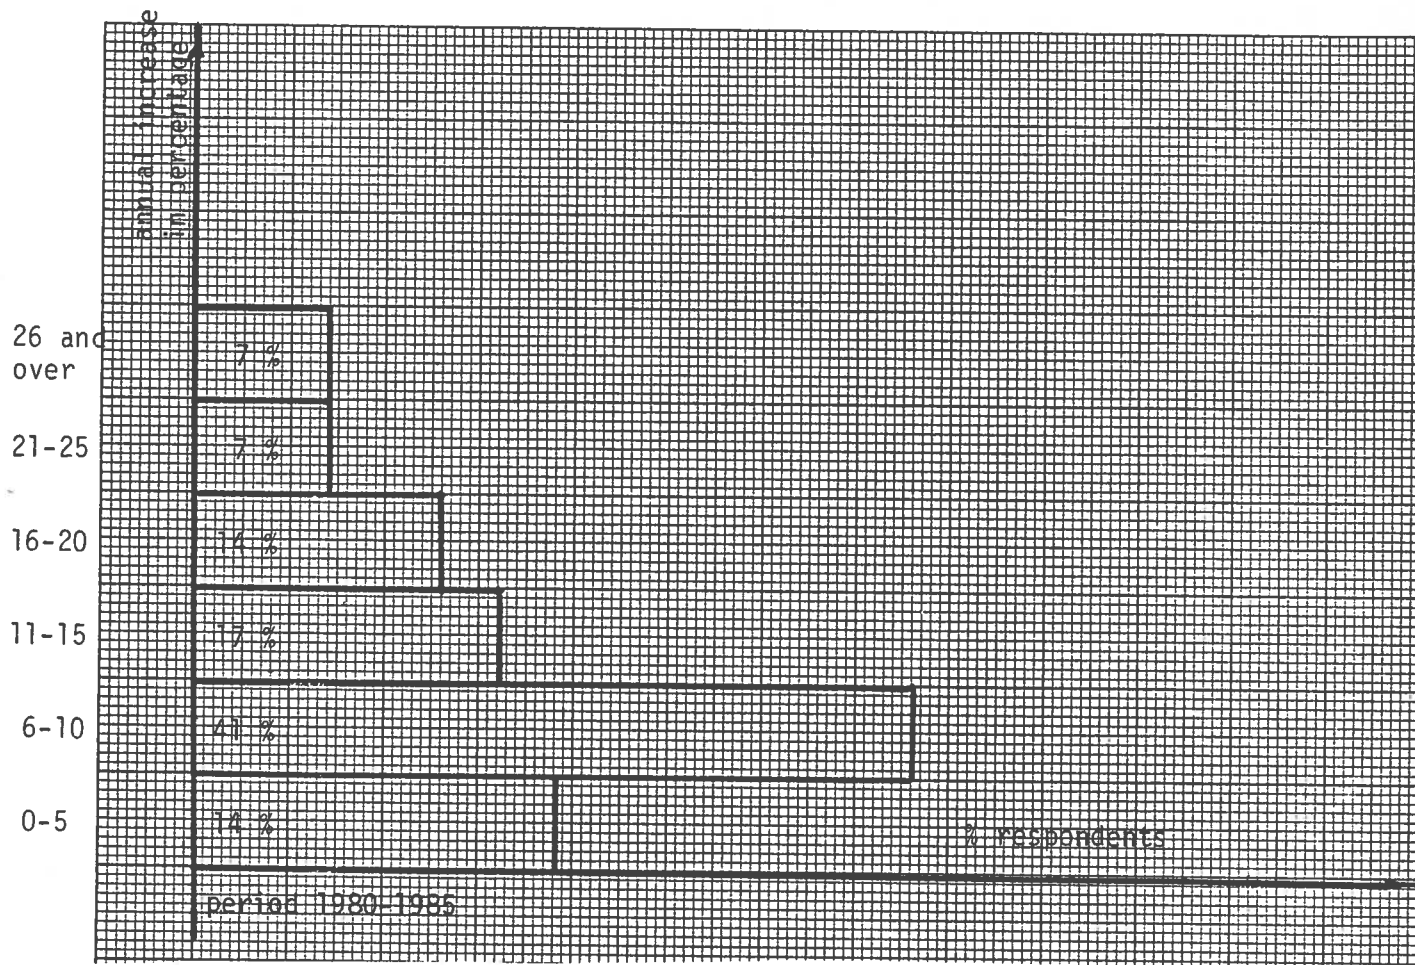 annual increase
in percentage
26 and
over
7 %
21-25
7 %
16-20
14 %
11-15
17 %
6-10
41 %
0-5
14 %
% respondents
period 1980-1985